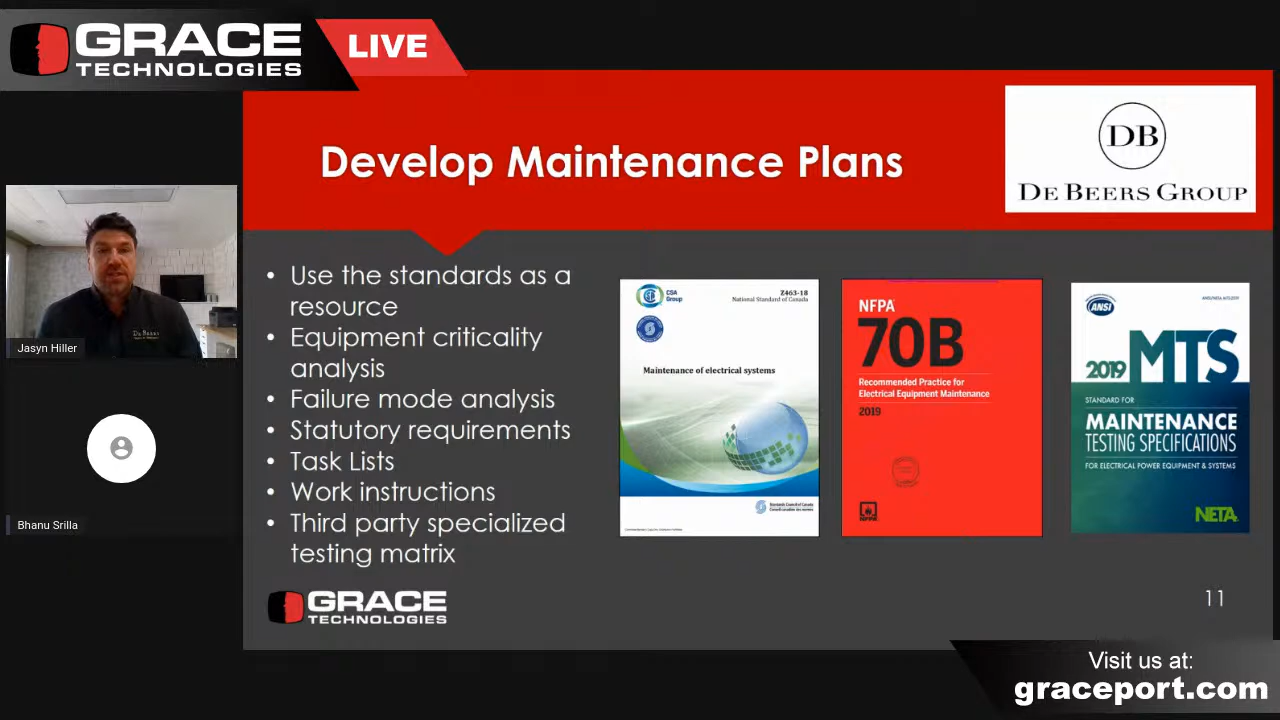 GRACE
TECHNOLOGIES
LIVE
Develop Maintenance Plans
DB
DE BEERS GROUP
Jasyn Hiller
Bhanu Srilla
• Use the standards as a
resource
• Equipment criticality
analysis
• Failure mode analysis
• Statutory requirements
• Task Lists
• Work instructions
• Third party specialized
testing matrix
CSA
Group
Z463-18
National Standard of Canada
Maintenance of electrical systems
NFPA
70B
Recommended Practice for
Electrical Equipment Maintenance
2019
NFPA
ANSI
2019 MTS
STANDARD FOR
MAINTENANCE
TESTING SPECIFICATIONS
FOR ELECTRICAL POWER EQUIPMENT & SYSTEMS
NETA
GRACE
TECHNOLOGIES
11
Visit us at:
graceport.com